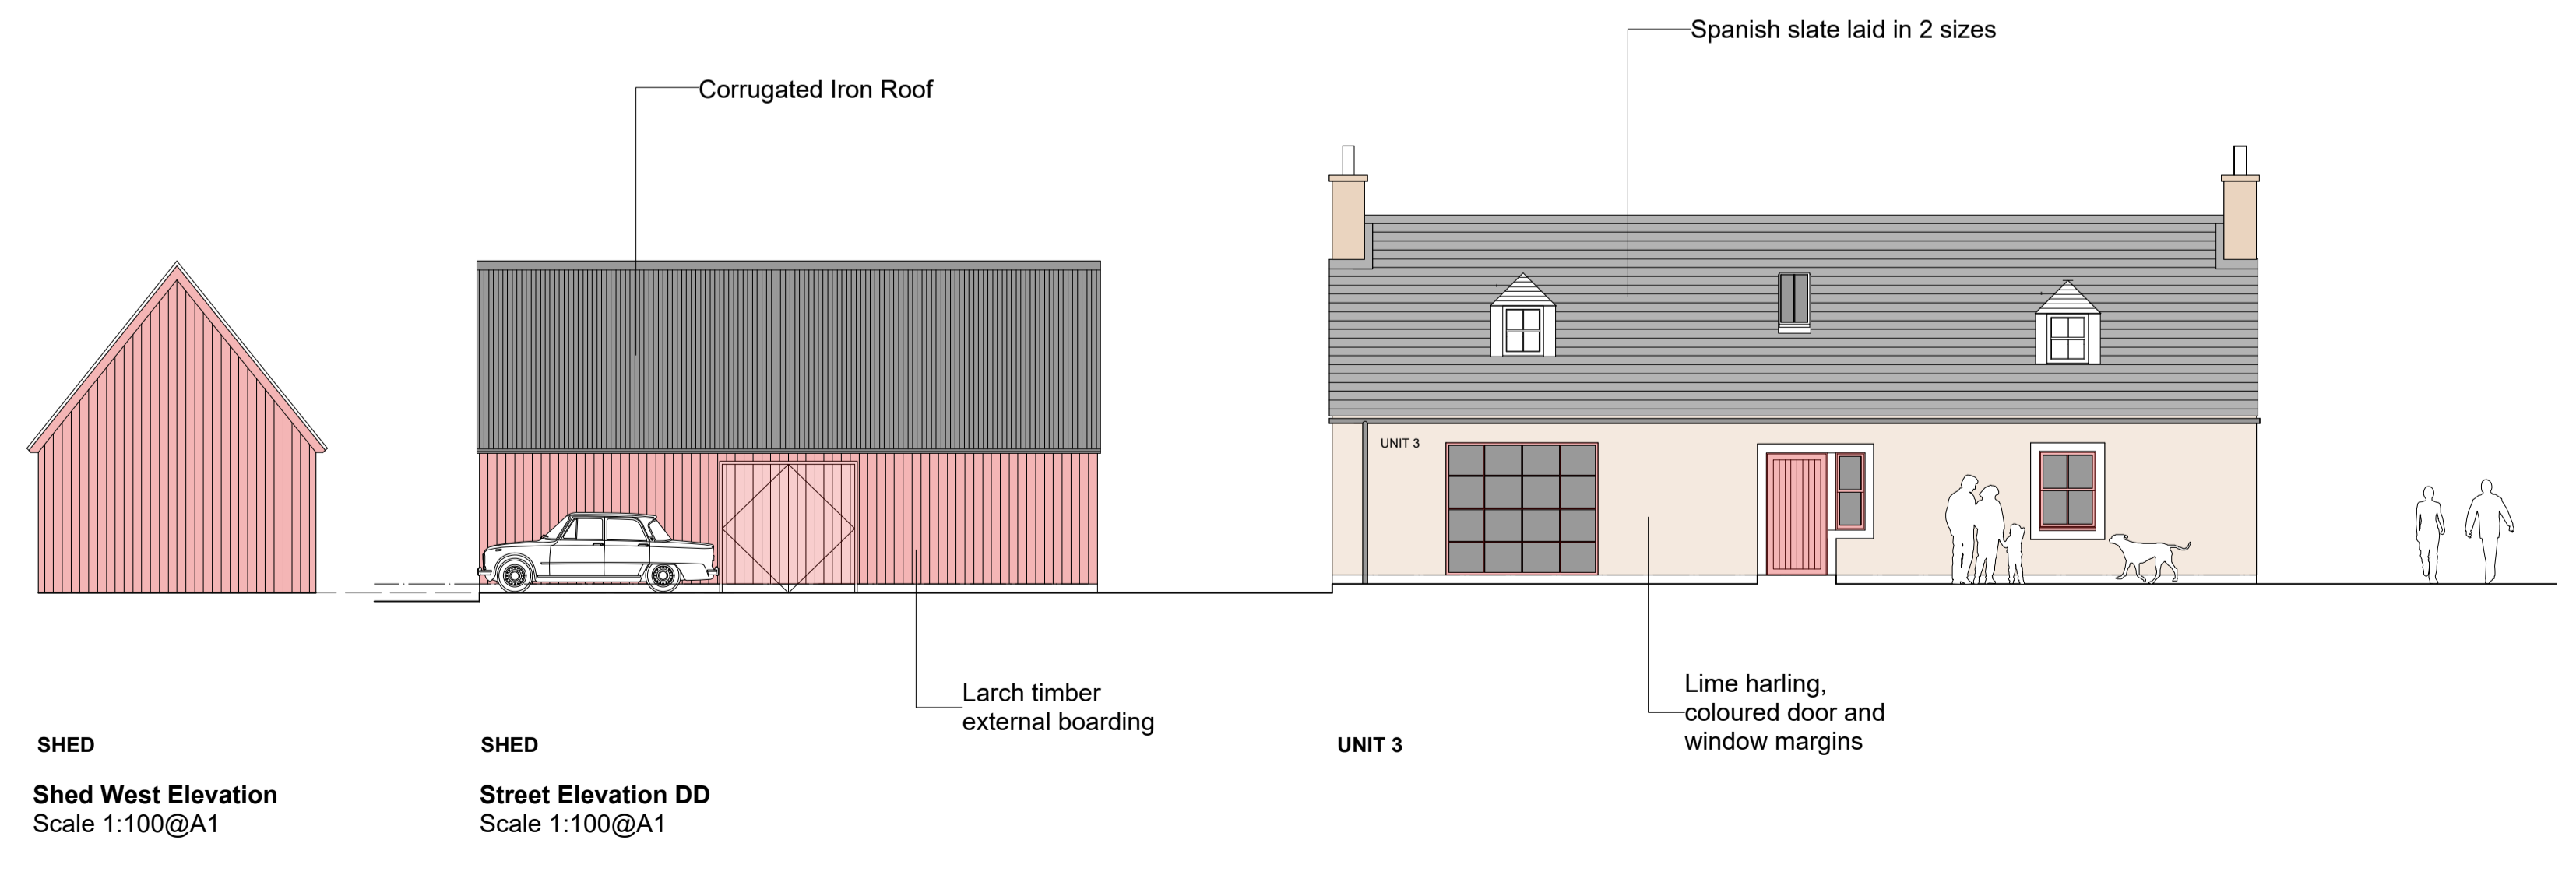 Spanish slate laid in 2 sizes
Corrugated Iron Roof
UNIT 3
Larch timber
external boarding
Lime harling,
coloured door and
window margins
SHED
SHED
UNIT 3
Shed West Elevation
Scale 1:100@A1
Street Elevation DD
Scale 1:100@A1